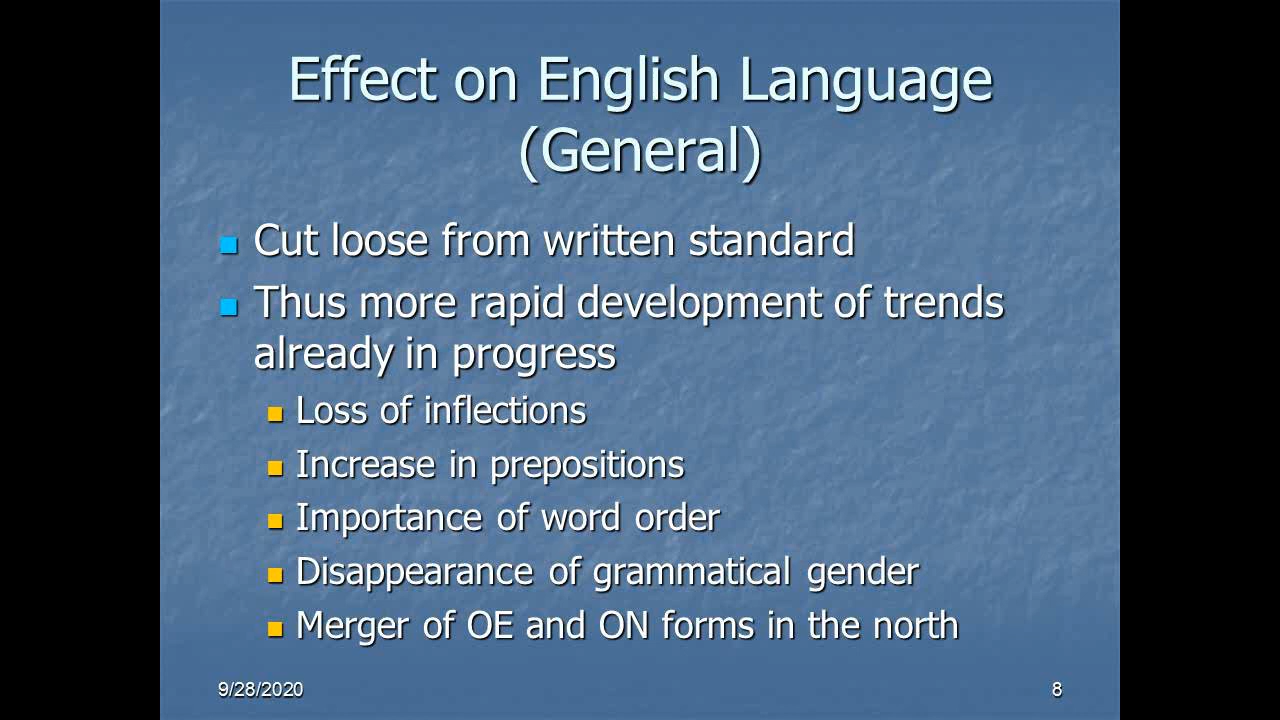 Effect on English Language
(General)
Cut loose from written standard
Thus more rapid development of trends
already in progress
Loss of inflections
Increase in prepositions
Importance of word order
Disappearance of grammatical gender
Merger of OE and ON forms in the north
9/28/2020
8